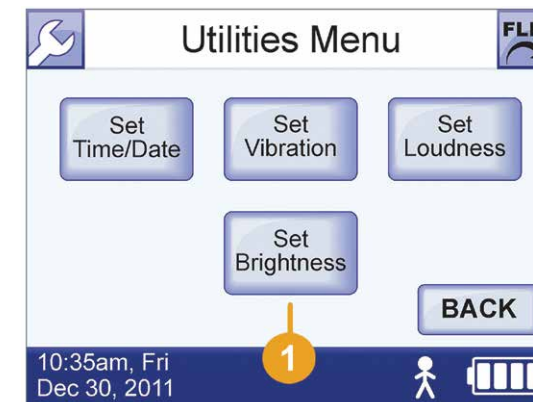 Utilities Menu
Set
Time/Date
Set
Vibration
Set
Loudness
Set
Brightness
BACK
1
10:35am, Fri
Dec 30, 2011